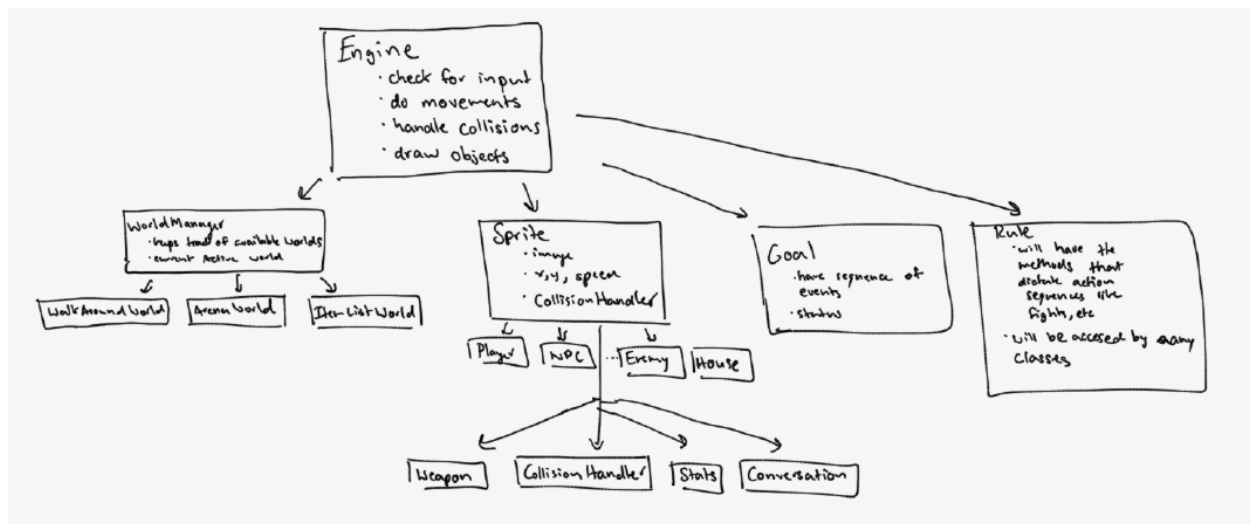 Engine
· check for input
· do movements
· handle collisions
· draw objects
WorldManager
· keeps track of available worlds
· current active world
WalkAroundWorld
ArenaWorld
ItemListWorld
Sprite
· image
· x,y, speed
· CollisionHandler
Player
NPC
...
Enemy
House
Weapon
CollisionHandler
Stats
Conversation
Goal
· have sequence of
events
· status
Rule
· will have the
methods that
dictate action
sequences like
fights, etc
· will be accesed by many
classes